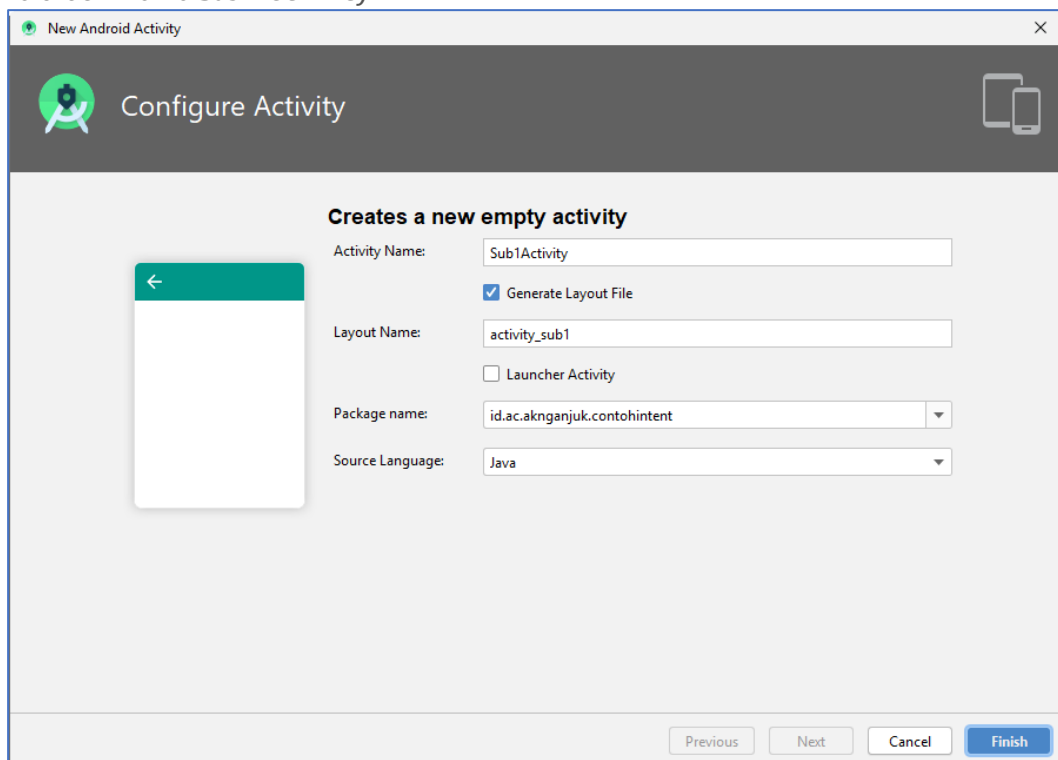 New Android Activity
Configure Activity
Creates a new empty activity
Activity Name:
Sub1Activity
Generate Layout File
Layout Name:
activity_sub1
Launcher Activity
Package name:
id.ac.aknganjuk.contohintent
Source Language:
Java
Previous
Next
Cancel
Finish